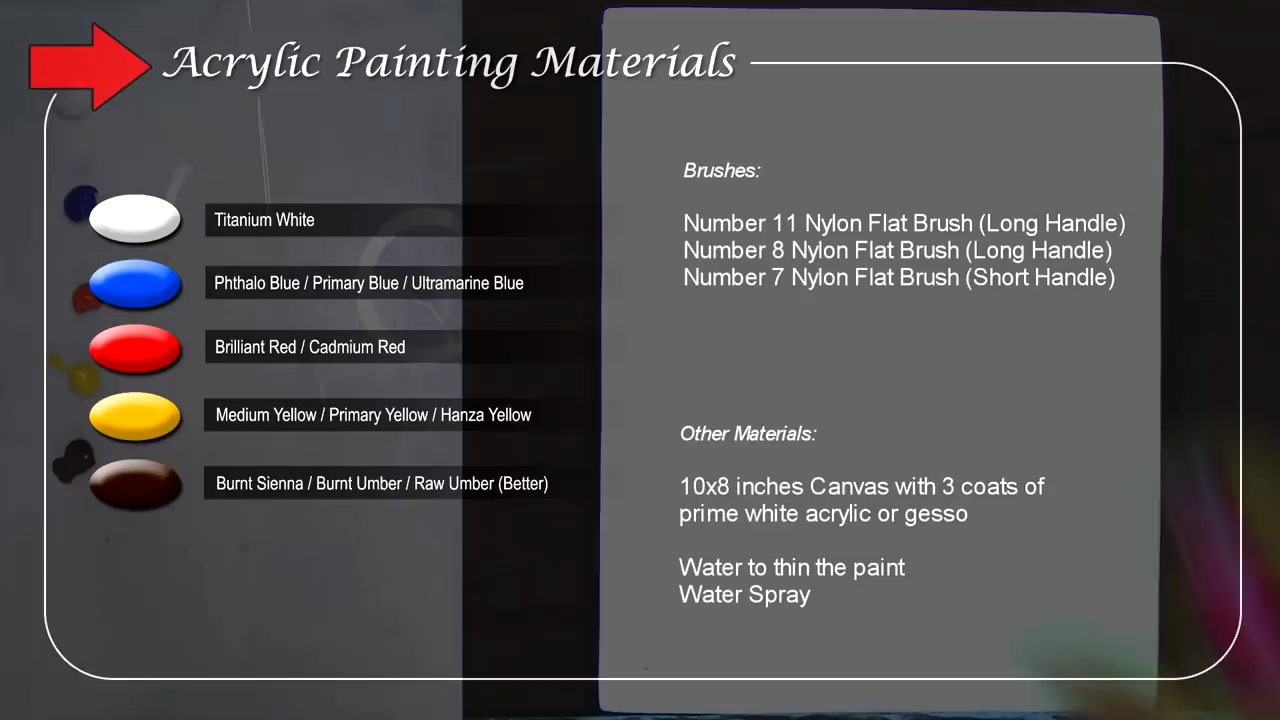 Acrylic Painting Materials
Titanium White
Phthalo Blue / Primary Blue / Ultramarine Blue
Brilliant Red / Cadmium Red
Medium Yellow / Primary Yellow / Hanza Yellow
Burnt Sienna / Burnt Umber / Raw Umber (Better)
Brushes:
Number 11 Nylon Flat Brush (Long Handle)
Number 8 Nylon Flat Brush (Long Handle)
Number 7 Nylon Flat Brush (Short Handle)
Other Materials:
10x8 inches Canvas with 3 coats of
prime white acrylic or gesso
Water to thin the paint
Water Spray